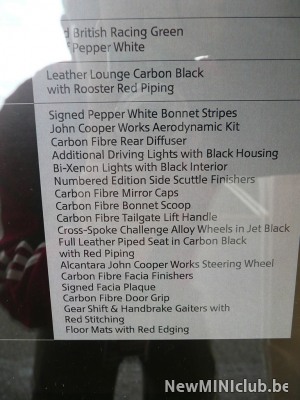 d British Racing Green
Pepper White
Leather Lounge Carbon Black
with Rooster Red Piping
Signed Pepper White Bonnet Stripes
John Cooper Works Aerodynamic Kit
Carbon Fibre Rear Diffuser
Additional Driving Lights with Black Housing
Bi-Xenon Lights with Black Interior
Numbered Edition Side Scuttle Finishers
Carbon Fibre Mirror Caps
Carbon Fibre Bonnet Scoop
Carbon Fibre Tailgate Lift Handle
Cross-Spoke Challenge Alloy Wheels in Jet Black
Full Leather Piped Seat in Carbon Black
with Red Piping
Alcantara John Cooper Works Steering Wheel
Carbon Fibre Facia Finishers
Signed Facia Plaque
Carbon Fibre Door Grip
Gear Shift & Handbrake Gaiters with
Red Stitching
Floor Mats with Red Edging
NewMINIclub.be